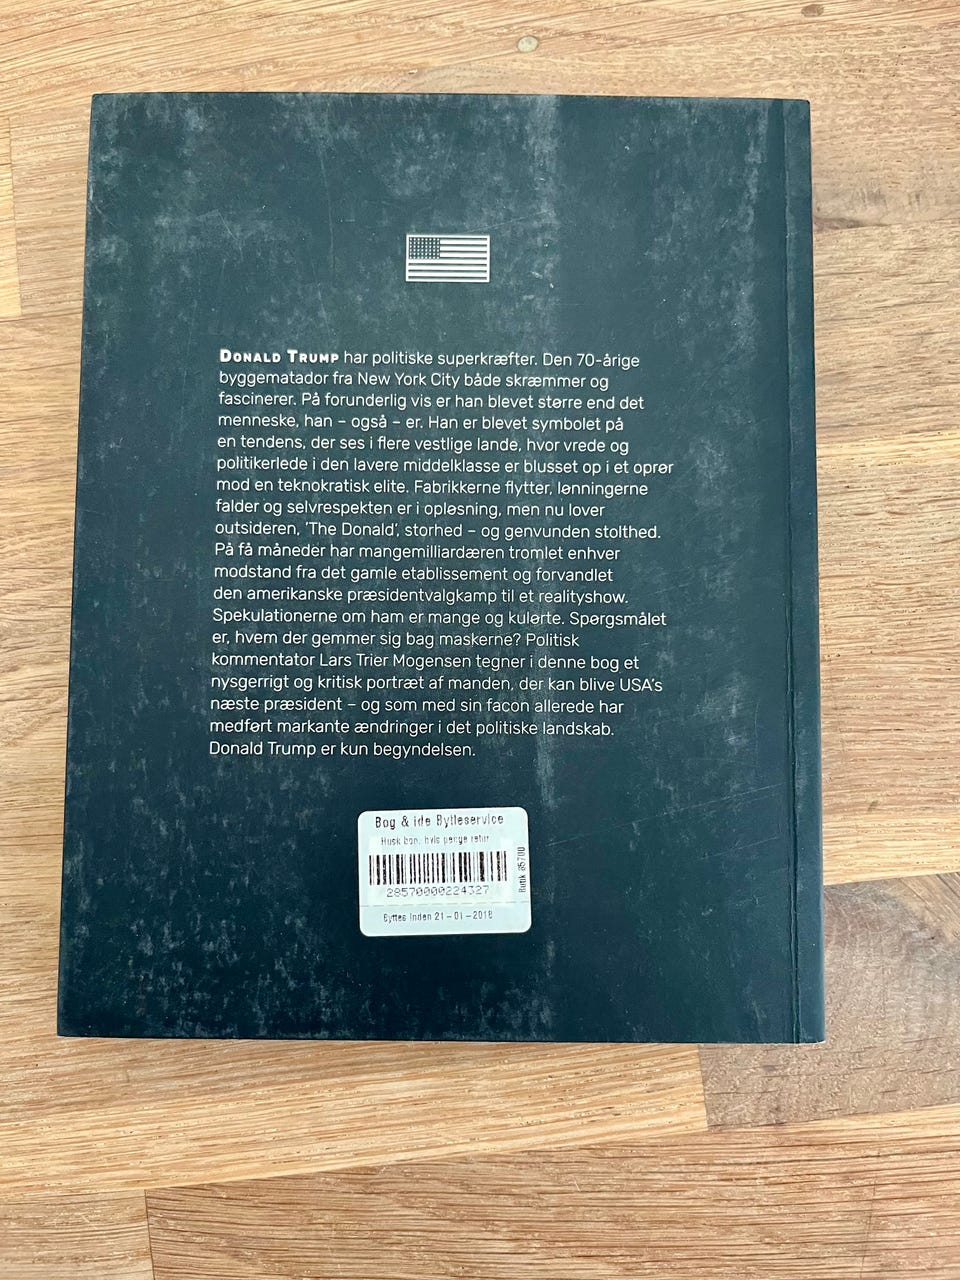 DONALD TRUMP har politiske superkræfter. Den 70-årige
byggematador fra New York City både skræmmer og
fascinerer. På forunderlig vis er han blevet større end det
menneske, han – også – er. Han er blevet symbolet på
en tendens, der ses i flere vestlige lande, hvor vrede og
politikerlede i den lavere middelklasse er blusset op i et oprør
mod en teknokratisk elite. Fabrikkerne flytter, lønningerne
falder og selvrespekten er i opløsning, men nu lover
outsideren, 'The Donald', storhed – og genvunden stolthed.
På få måneder har mangemilliardæren tromlet enhver
modstand fra det gamle etablissement og forvandlet
den amerikanske præsidentvalgkamp til et realityshow.
Spekulationerne om ham er mange og kulørte. Spørgsmålet
er, hvem der gemmer sig bag maskerne? Politisk
kommentator Lars Trier Mogensen tegner i denne bog et
nysgerrigt og kritisk portræt af manden, der kan blive USA's
næste præsident – og som med sin facon allerede har
medført markante ændringer i det politiske landskab.
Donald Trump er kun begyndelsen.
Bog & ide Bytteservice
Husk bon, hvis penge retur
28570000224327
Butik 85700
Byttes inden 21-01-2018